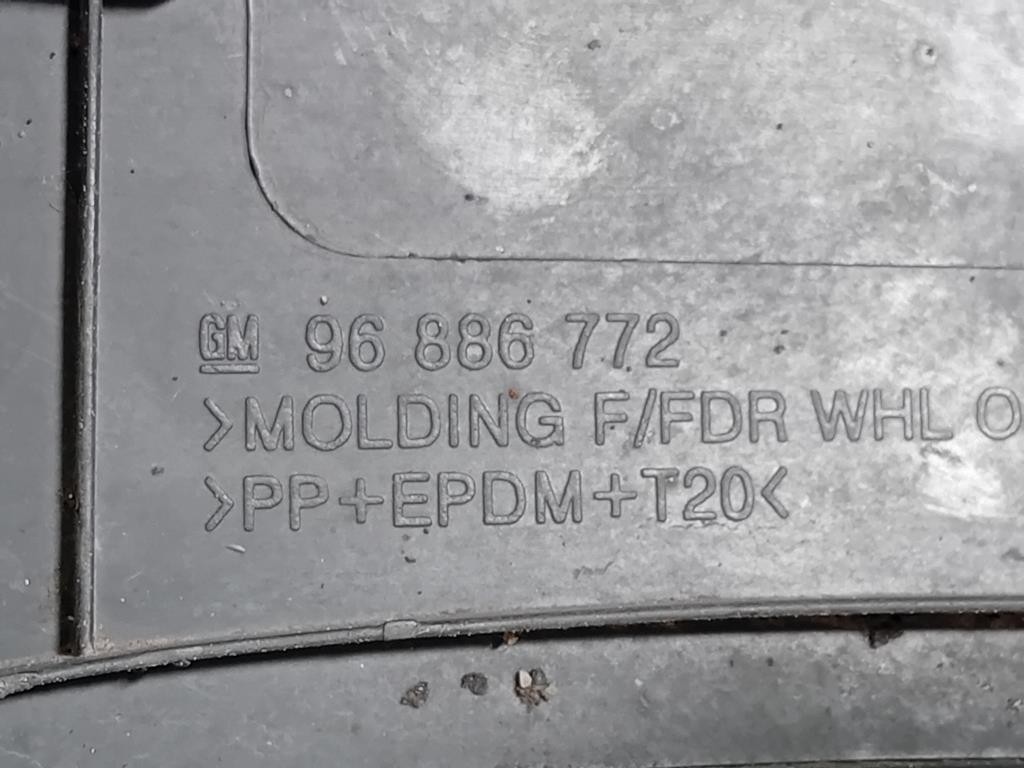 GM 96 886 772
>MOLDING F/FDR WHL O
>PP+EPDM+T20<